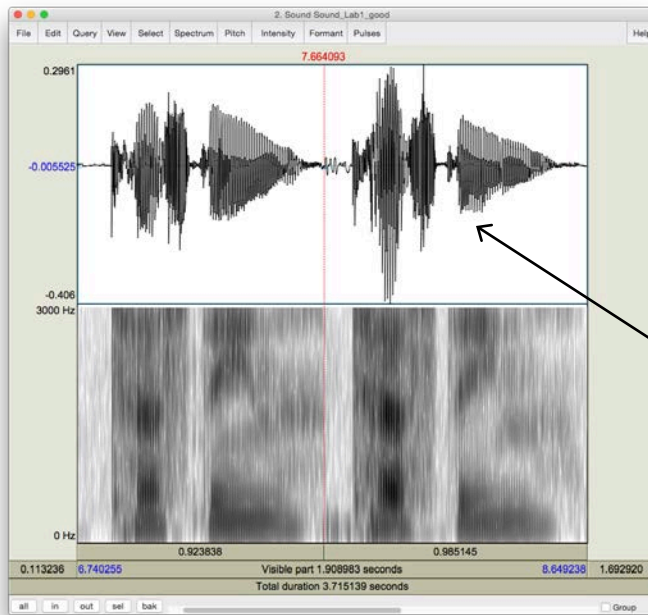 2. Sound Sound_Lab1_good
File Edit Query View Select Spectrum Pitch Intensity Formant Pulses Help
7.664093
0.2961
-0.005525
-0.406
3000 Hz
0 Hz
0.923838 0.985145
0.113236 6.740255 Visible part 1.908983 seconds 8.649238 1.692920
Total duration 3.715139 seconds
all in out sel bak Group